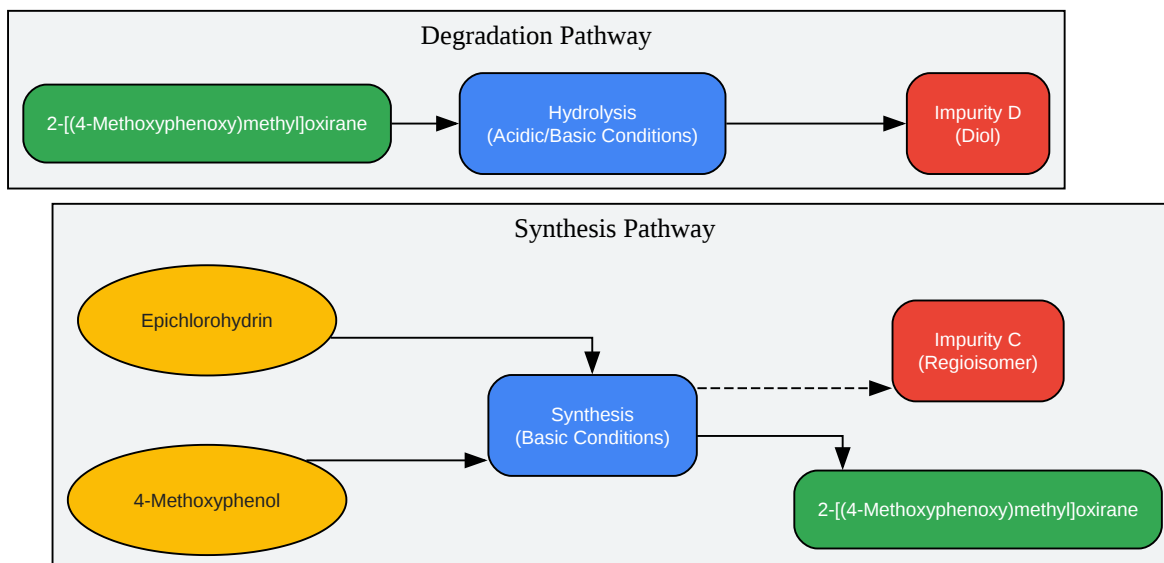 Degradation Pathway
2-[(4-Methoxyphenoxy)methyl]oxirane
Hydrolysis
(Acidic/Basic Conditions)
Impurity D
(Diol)
Synthesis Pathway
Epichlorohydrin
4-Methoxyphenol
Synthesis
(Basic Conditions)
Impurity C
(Regioisomer)
2-[(4-Methoxyphenoxy)methyl]oxirane